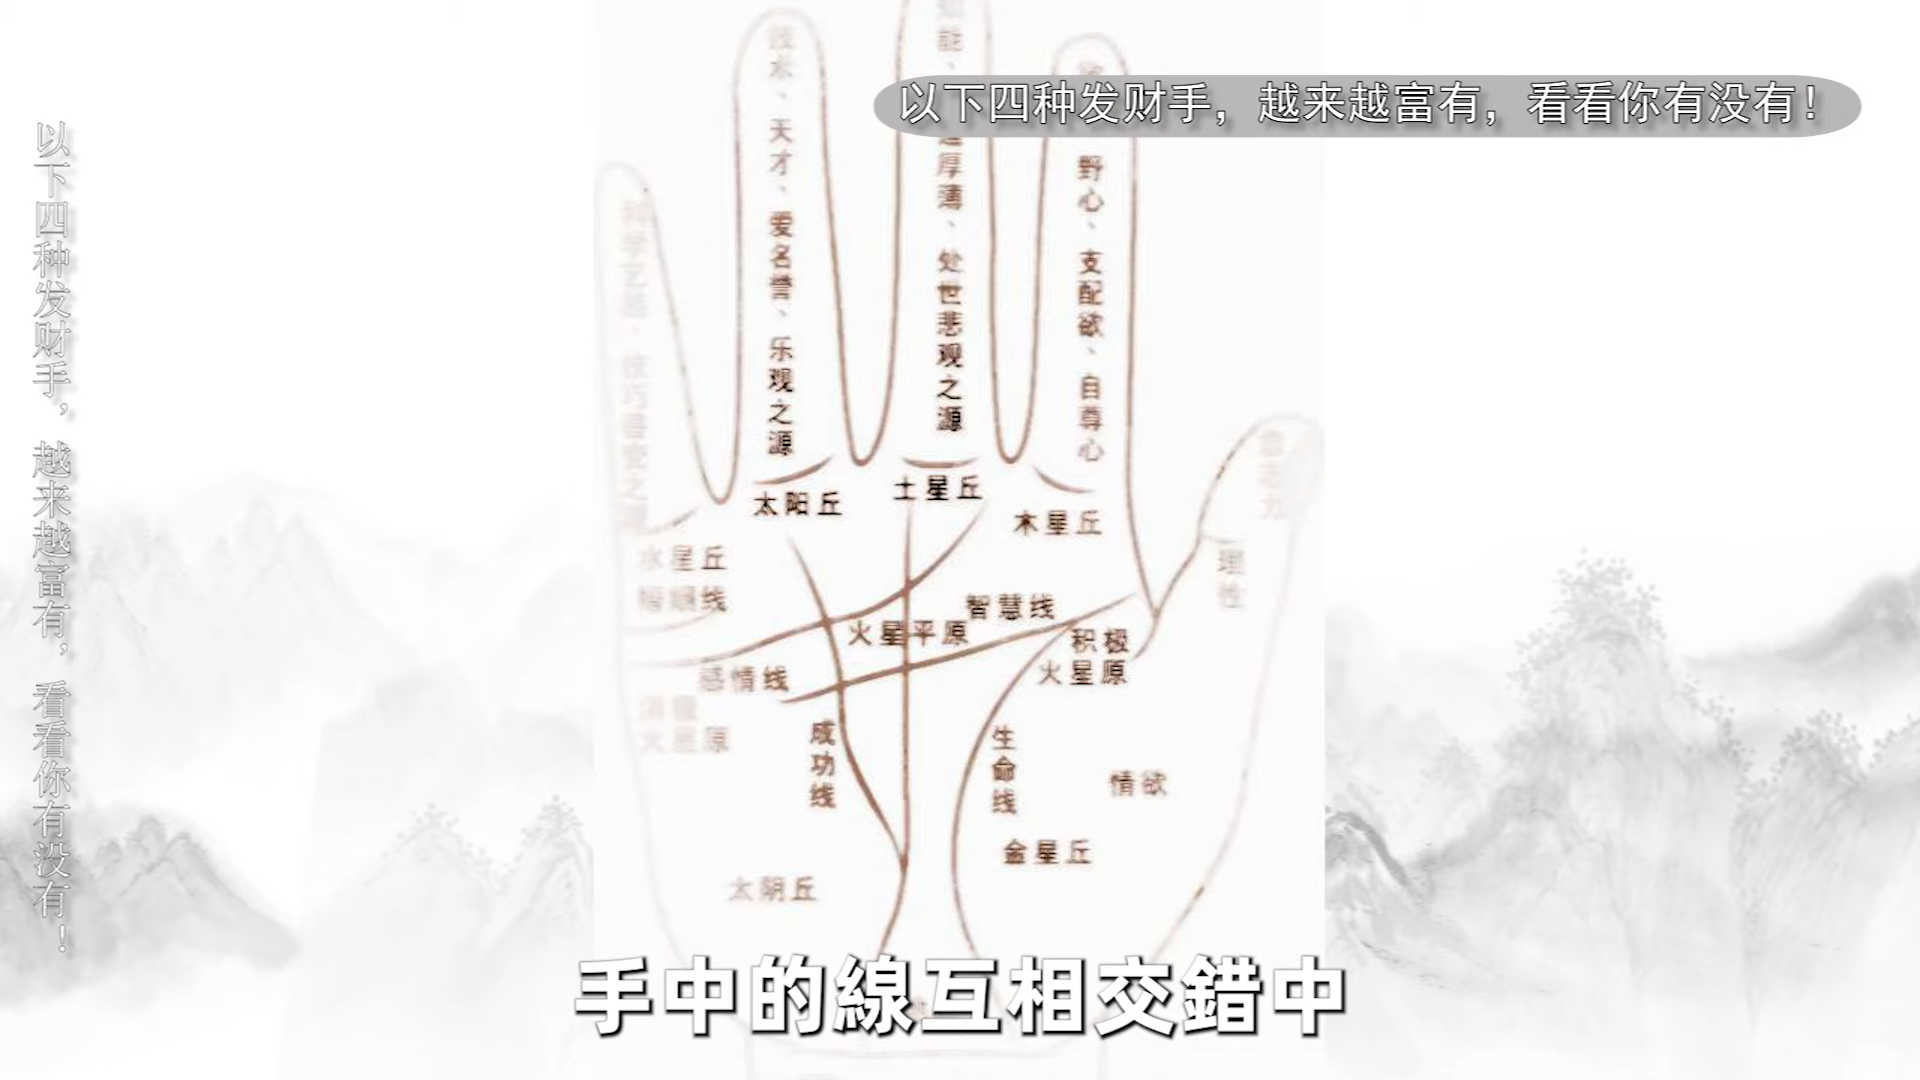 以下四种发财手，越来越富有，看看你有没有！
以下四种发财手，越来越富有，看看你有没有！
天才、爱名誉、乐观之源
厚薄、处世悲观之源
野心、支配欲、自尊心
理性
太阳丘
土星丘
木星丘
水星丘
智慧线
火星平原
积极
火星原
感情线
成功线
生命线
情欲
金星丘
太阴丘
手中的線互相交錯中